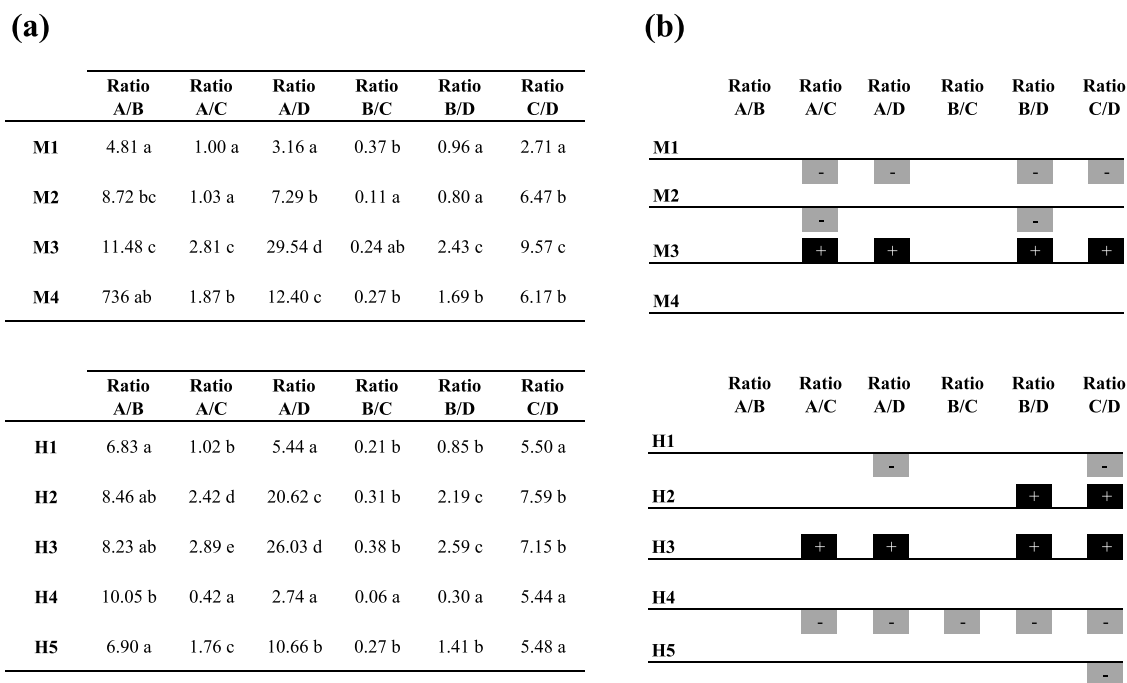 (a)
Ratio A/B Ratio A/C Ratio A/D Ratio B/C Ratio B/D Ratio C/D
M1 4.81 a 1.00 a 3.16 a 0.37 b 0.96 a 2.71 a
M2 8.72 bc 1.03 a 7.29 b 0.11 a 0.80 a 6.47 b
M3 11.48 c 2.81 c 29.54 d 0.24 ab 2.43 c 9.57 c
M4 736 ab 1.87 b 12.40 c 0.27 b 1.69 b 6.17 b
Ratio A/B Ratio A/C Ratio A/D Ratio B/C Ratio B/D Ratio C/D
H1 6.83 a 1.02 b 5.44 a 0.21 b 0.85 b 5.50 a
H2 8.46 ab 2.42 d 20.62 c 0.31 b 2.19 c 7.59 b
H3 8.23 ab 2.89 e 26.03 d 0.38 b 2.59 c 7.15 b
H4 10.05 b 0.42 a 2.74 a 0.06 a 0.30 a 5.44 a
H5 6.90 a 1.76 c 10.66 b 0.27 b 1.41 b 5.48 a
(b)
Ratio A/B Ratio A/C Ratio A/D Ratio B/C Ratio B/D Ratio C/D
M1
- - - -
M2
- -
M3 + + + +
M4
Ratio A/B Ratio A/C Ratio A/D Ratio B/C Ratio B/D Ratio C/D
H1
- -
H2 + +
H3 + + + +
H4
- - - - -
H5
-